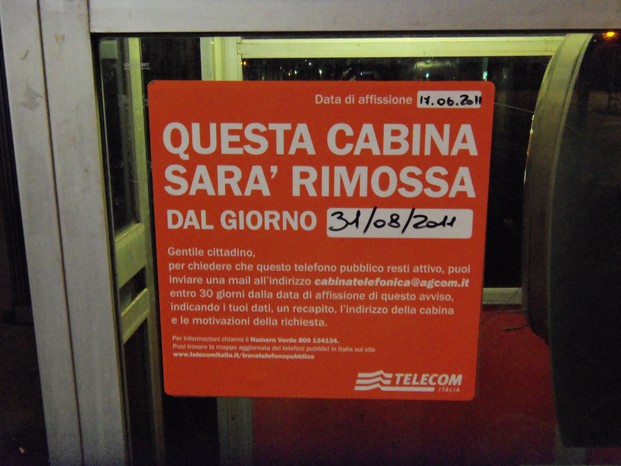 Data di affissione 17.06.2011
QUESTA CABINA
SARA' RIMOSSA
DAL GIORNO 31/08/2011
Gentile cittadino,
per chiedere che questo telefono pubblico resti attivo, puoi
inviare una mail all'indirizzo cabinatelefonica@agcom.it
entro 30 giorni dalla data di affissione di questo avviso,
indicando i tuoi dati, un recapito, l'indirizzo della cabina
e le motivazioni della richiesta.
Per informazioni chiama il Numero Verde 800 134134.
Puoi trovare la mappa aggiornata dei telefoni pubblici in Italia sul sito
www.telecomitalia.it/trovatelefonopubblico
TELECOM
ITALIA